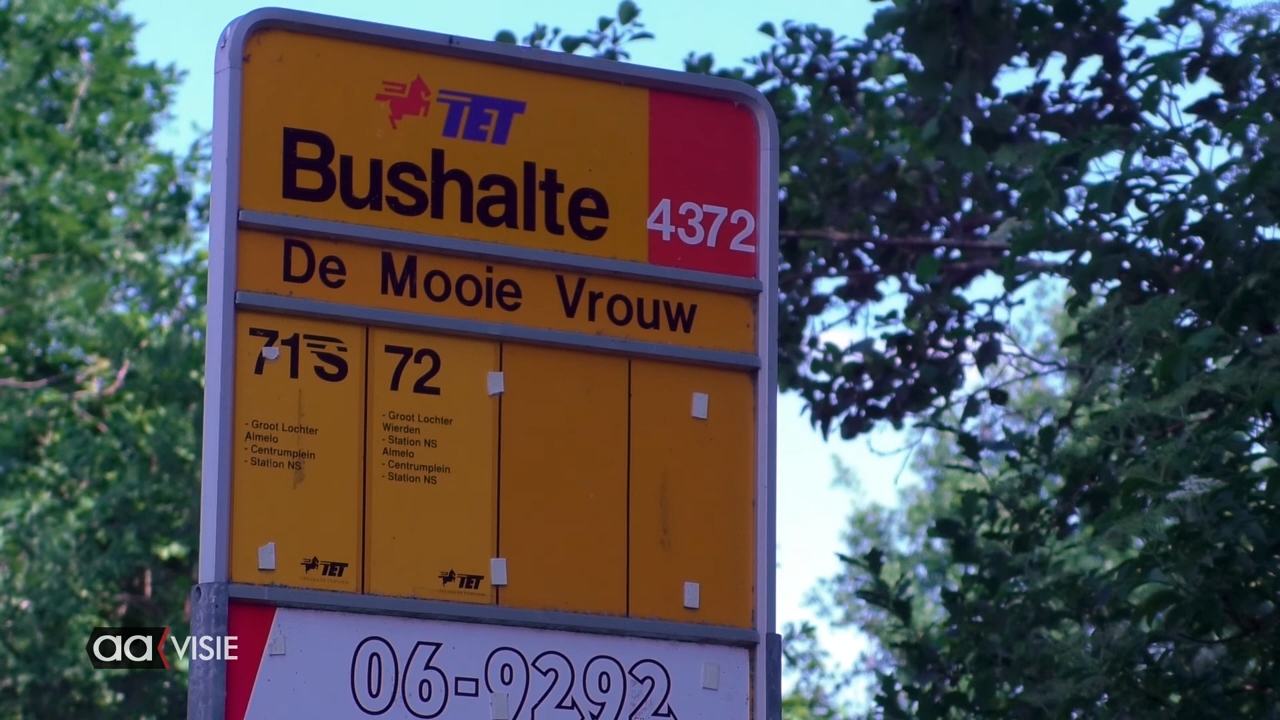 TET
Bushalte
4372
De Mooie Vrouw
71S
- Groot Lochter
Almelo
- Centrumplein
- Station NS
TET
72
- Groot Lochter
Wierden
- Station NS
Almelo
- Centrumplein
- Station NS
TET
06-9292
aa VISIE